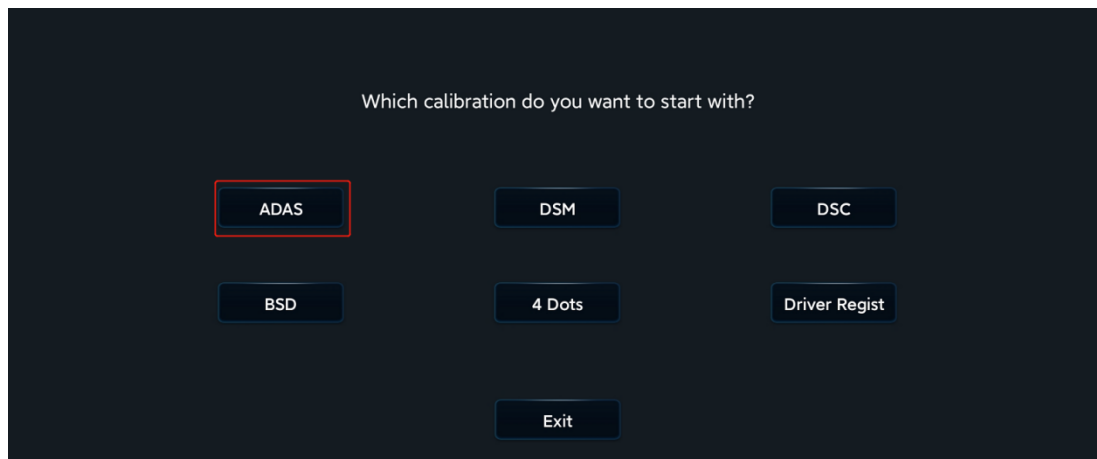 Which calibration do you want to start with?
ADAS
DSM
DSC
BSD
4 Dots
Driver Regist
Exit